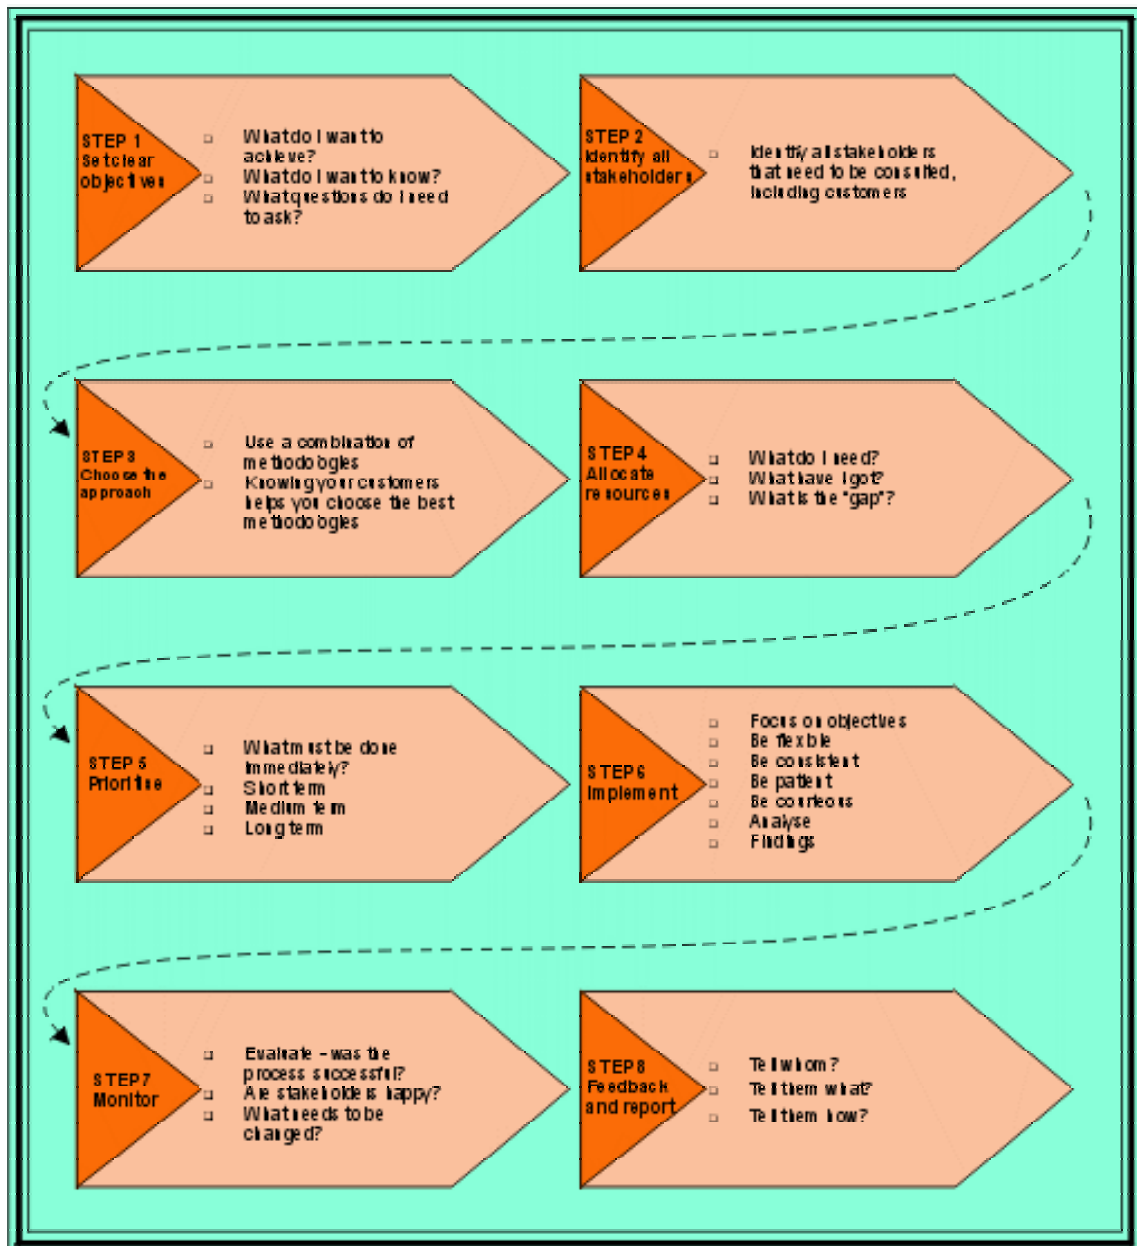 STEP 1
Set clear
objectives
What do I want to
achieve?
What do I want to know?
What questions do I need
to ask?
STEP 2
Identify all
stakeholders
Identify all stakeholders
that need to be consulted,
including customers
STEP 3
Choose the
approach
Use a combination of
methodologies
Knowing your customers
helps you choose the best
methodologies
STEP 4
Allocate
resources
What do I need?
What have I got?
What is the "gap"?
STEP 5
Prioritise
What must be done
immediately?
Short term
Medium term
Long term
STEP 6
Implement
Focus on objectives
Be flexible
Be consistent
Be patient
Be courteous
Analyse
Findings
STEP 7
Monitor
Evaluate – was the
process successful?
Are stakeholders happy?
What needs to be
changed?
STEP 8
Feedback
and report
Tell whom?
Tell them what?
Tell them how?